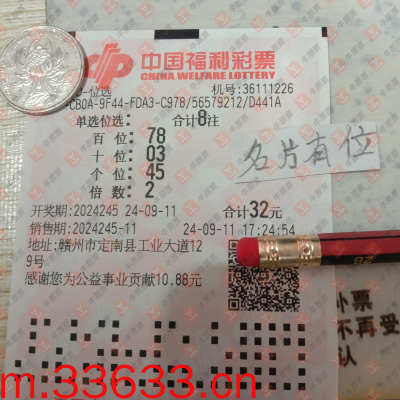 中国福利彩票
CHINA WELFARE LOTTERY
D-位选 机号:36111226
-CB0A-9F44-FDA3-C978/56579212/D441A
单选位选: 合计8注
百位: 78
十位: 03
个位: 45
倍数: 2
开奖期:2024245 24-09-11 合计32元
销售期:2024245-11 24-09-11 17:24:54
地址:赣州市定南县工业大道12
9号
感谢您为公益事业贡献10.88元
名片有位
卧票
不再受
认
m.33633.cn